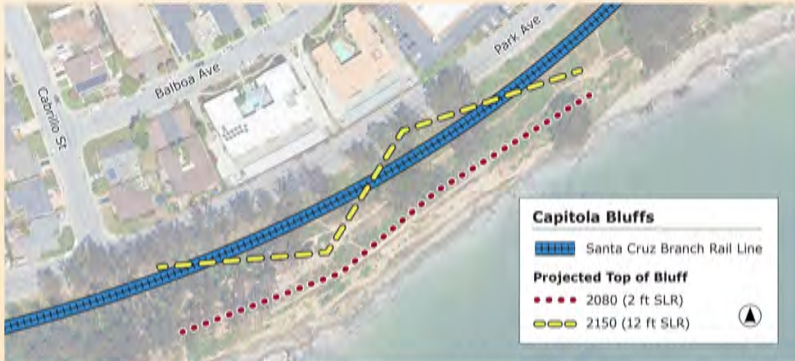 Park Ave
Balboa Ave
Cabrillo St
Capitola Bluffs
Santa Cruz Branch Rail Line
Projected Top of Bluff
2080 (2 ft SLR)
2150 (12 ft SLR)